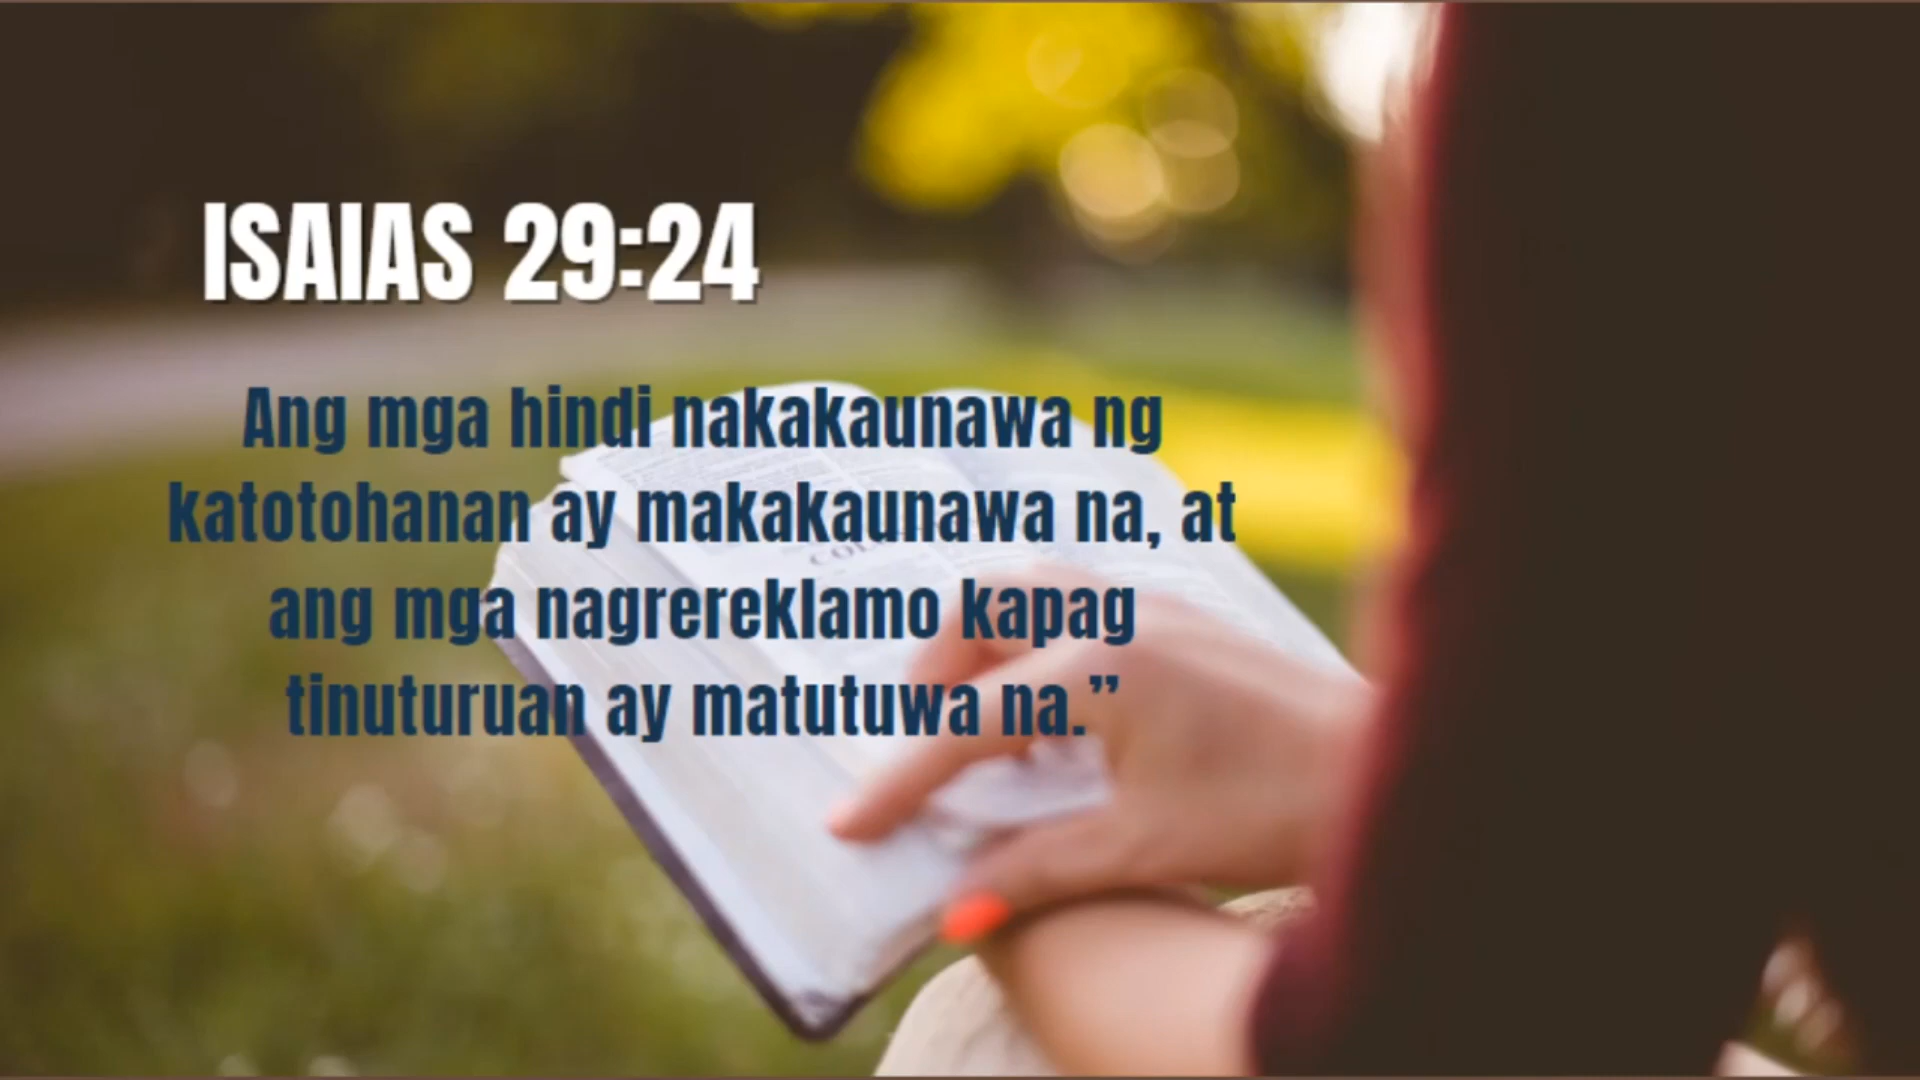 ISAIAS 29:24
Ang mga hindi nakakaunawa ng
katotohanan ay makakaunawa na, at
ang mga nagrereklamo kapag
tinuturuan ay matutuwa na.”